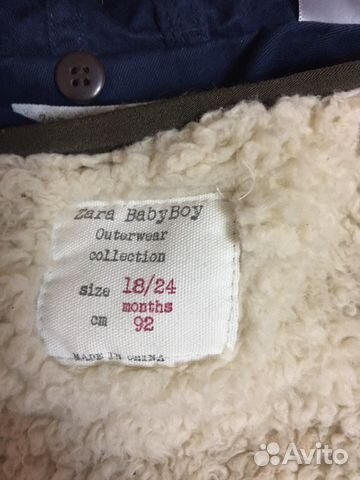 Zara BabyBoy
Outerwear
collection
size 18/24
months
cm 92
MADE IN CHINA
Avito